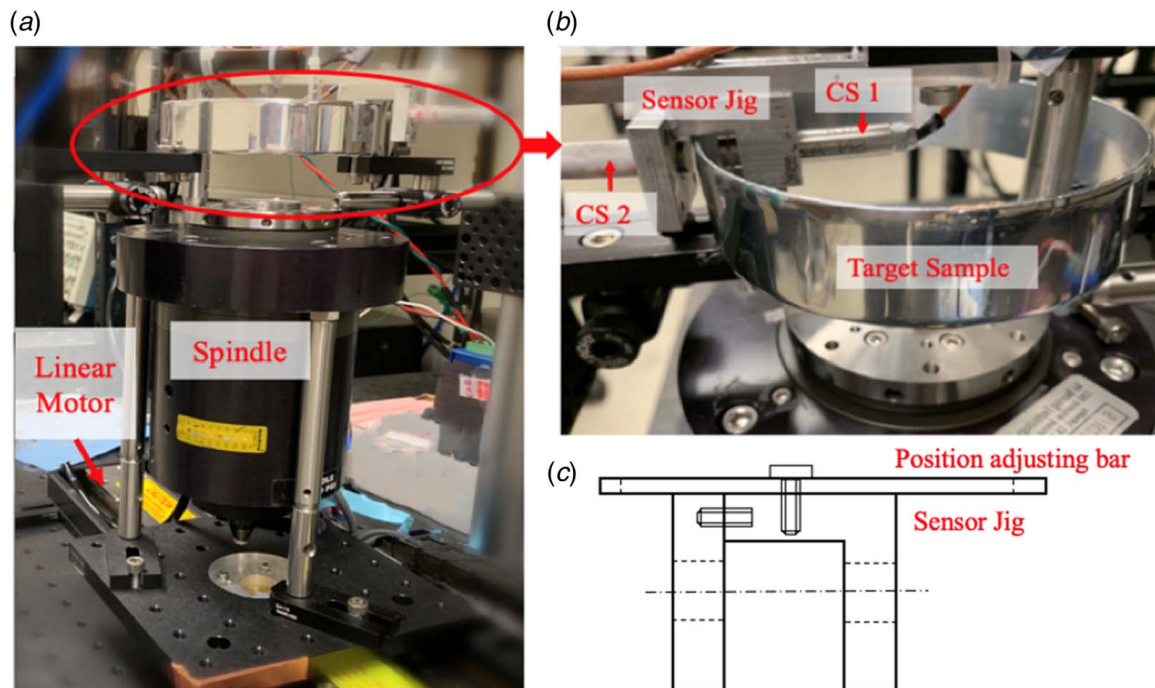 (a)
(b)
Sensor Jig
CS 1
CS 2
Target Sample
Spindle
Linear
Motor
(c)
Position adjusting bar
Sensor Jig